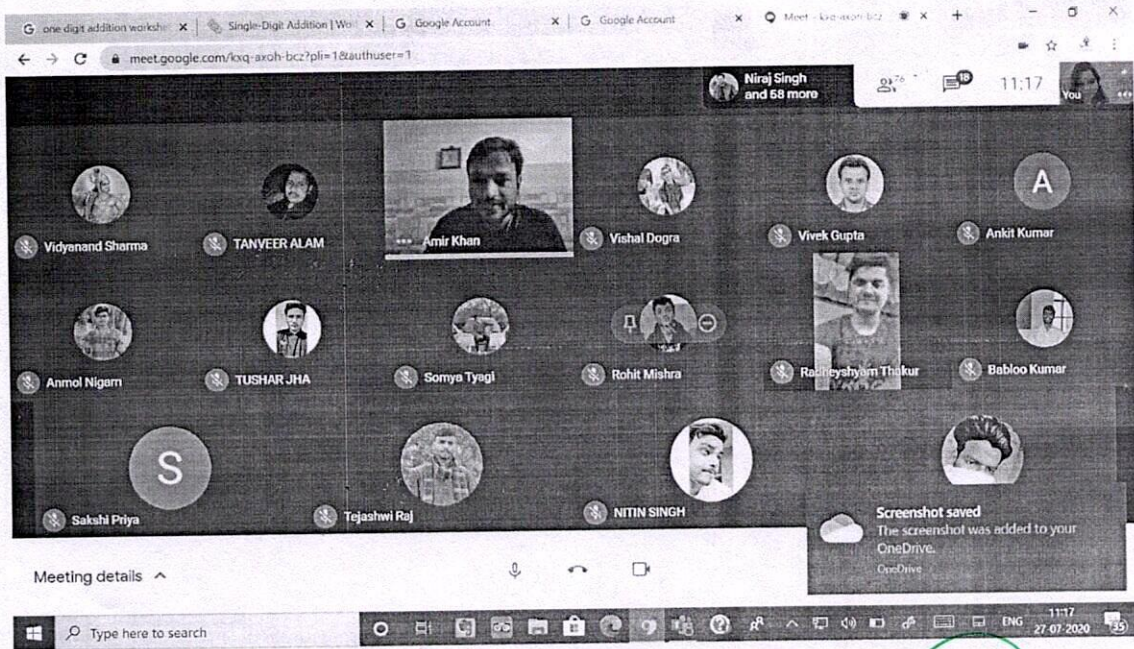 G one digit addition workshe ×
Single-Digit Addition | Wo ×
G Google Account ×
G Google Account ×
Meet - kxq-axoh-bcz ×
meet.google.com/kxq-axoh-bcz?pli=1&authuser=1
Niraj Singh
and 58 more
76
18
11:17
You
Vidyanand Sharma
TANVEER ALAM
Amir Khan
Vishal Dogra
Vivek Gupta
A
Ankit Kumar
Anmol Nigam
TUSHAR JHA
Somya Tyagi
Rohit Mishra
Radheyshyam Thakur
Babloo Kumar
S
Sakshi Priya
Tejashwi Raj
NITIN SINGH
Screenshot saved
The screenshot was added to your
OneDrive.
OneDrive
Meeting details
Type here to search
ENG
11:17
27-07-2020
35